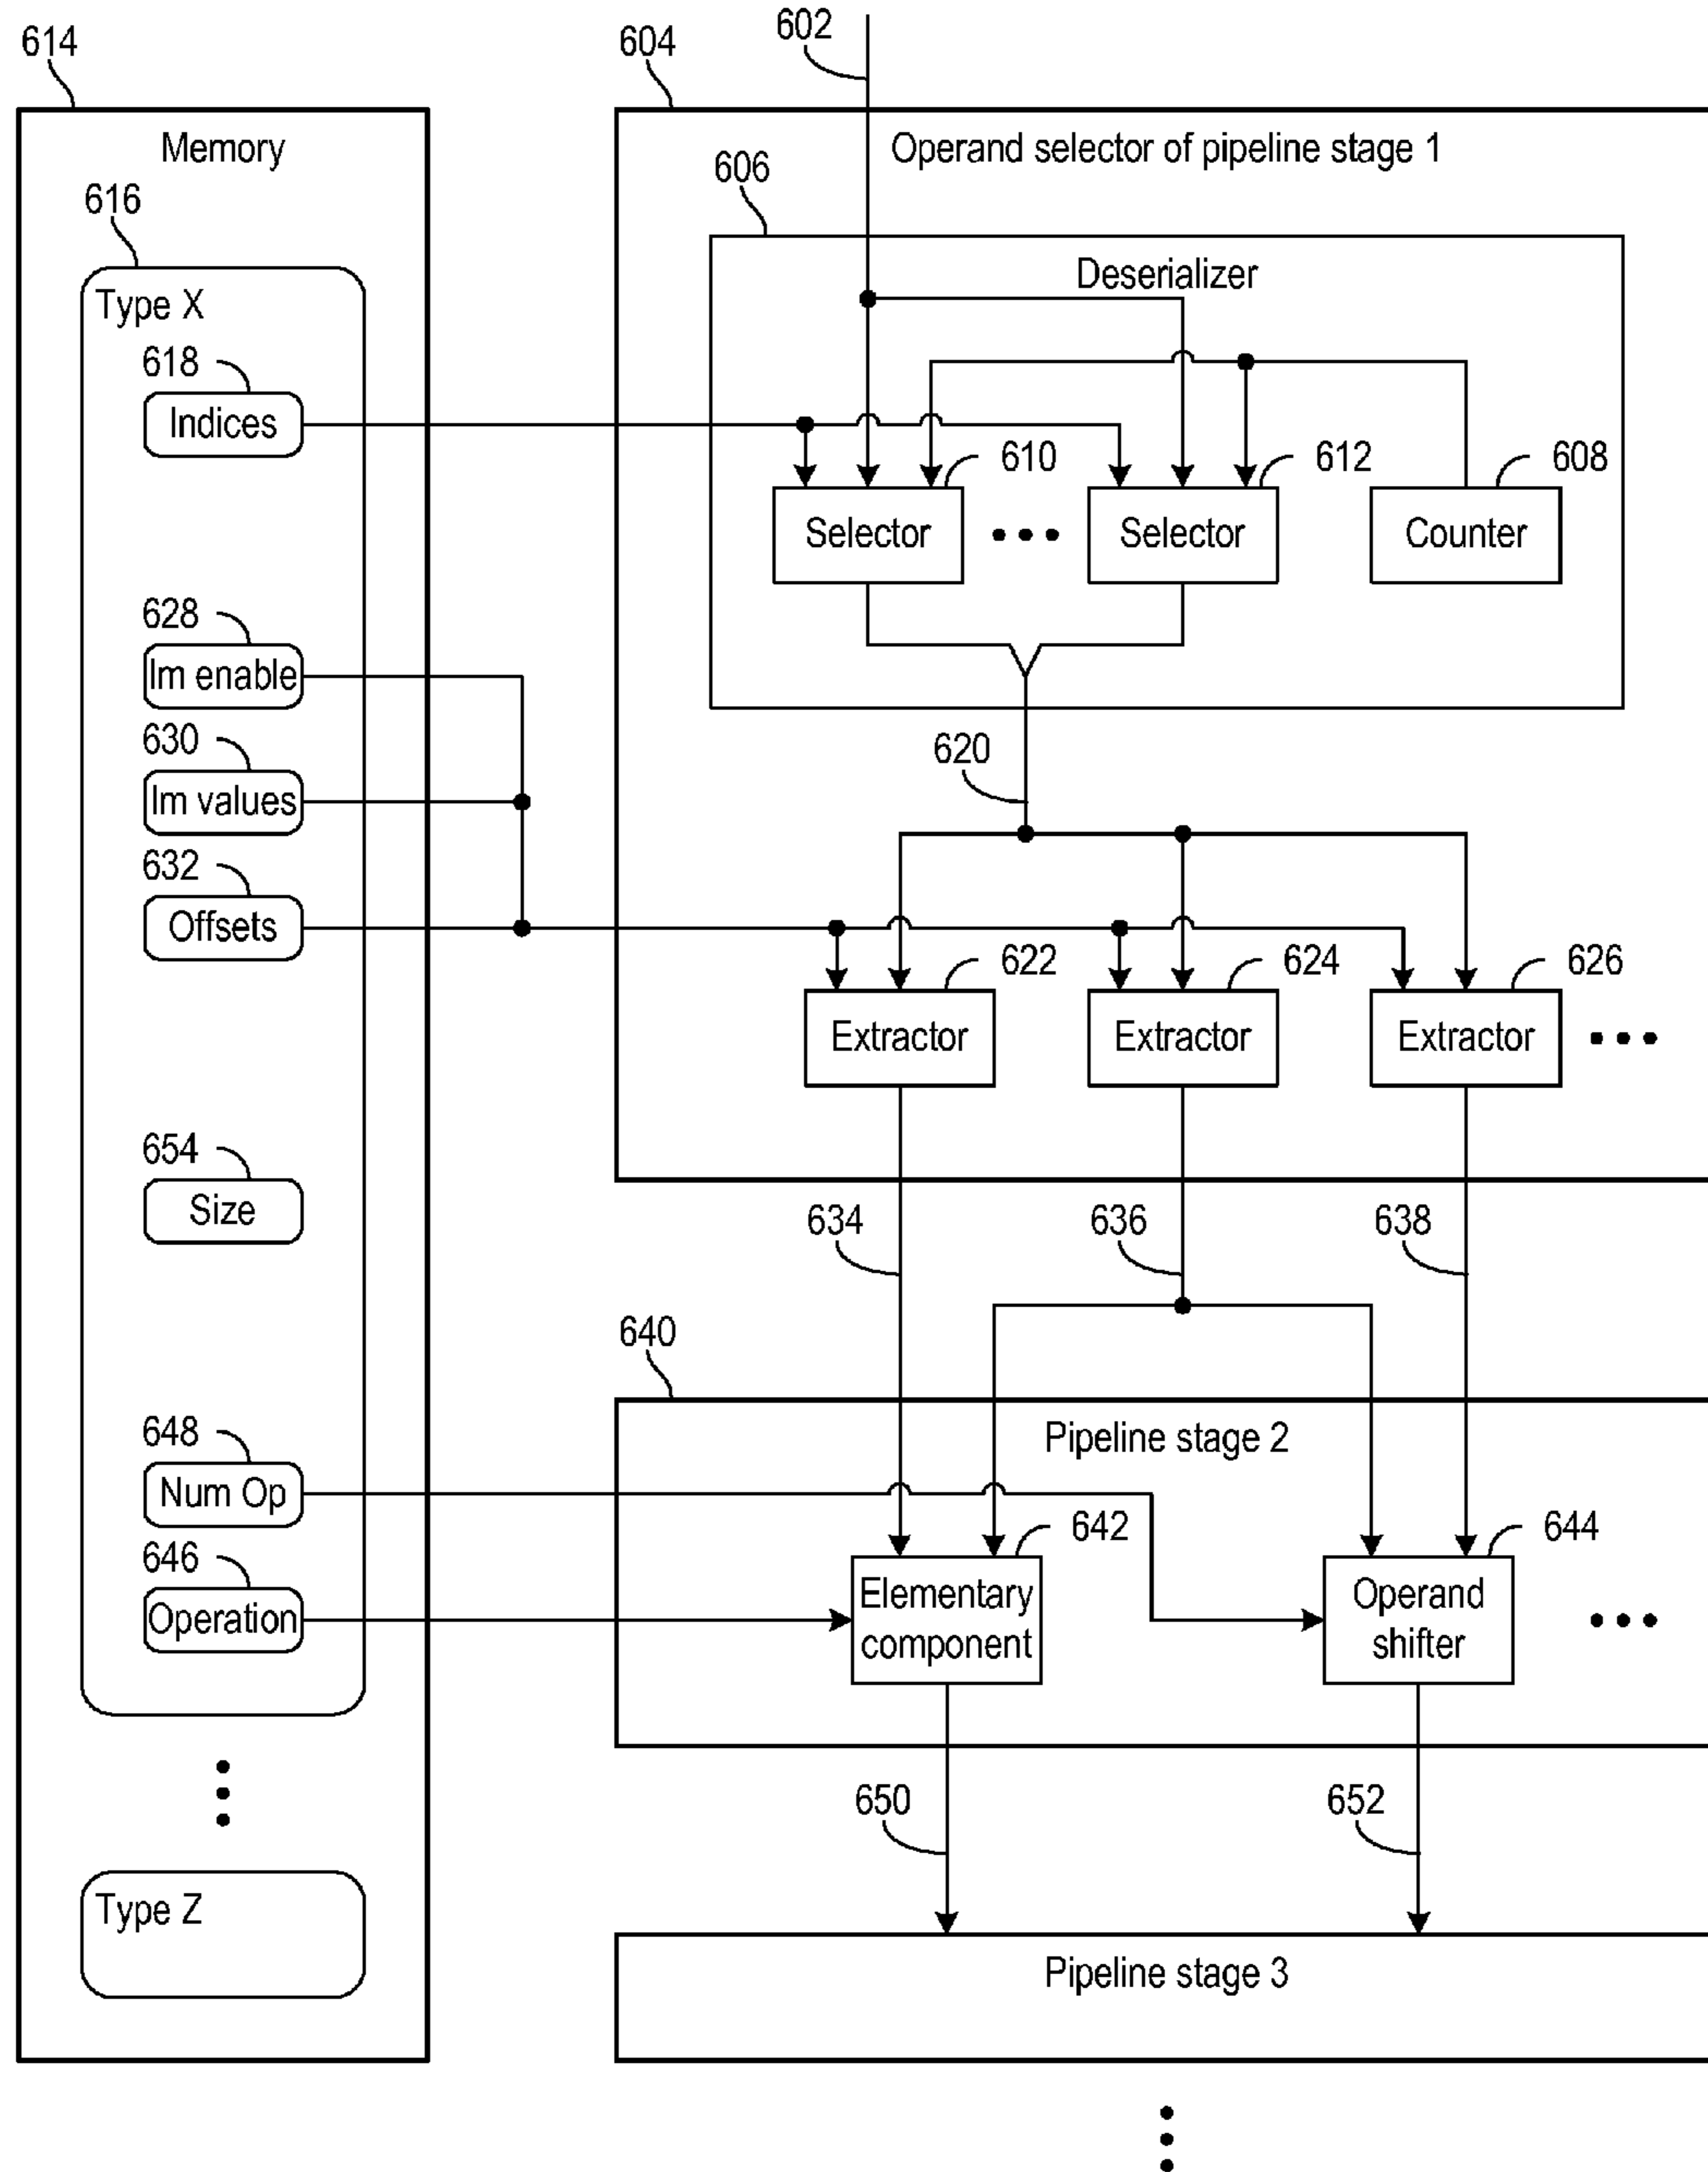 602
614
604
Memory
Operand selector of pipeline stage 1
606
616
Deserializer
Type X
618
Indices
610
612
608
Selector
Selector
Counter
628
Im enable
630
Im values
620
632
Offsets
622
624
626
Extractor
Extractor
Extractor
654
Size
634
636
638
640
Pipeline stage 2
648
Num Op
642
644
646
Operation
Elementary
component
Operand
shifter
650
652
Type Z
Pipeline stage 3